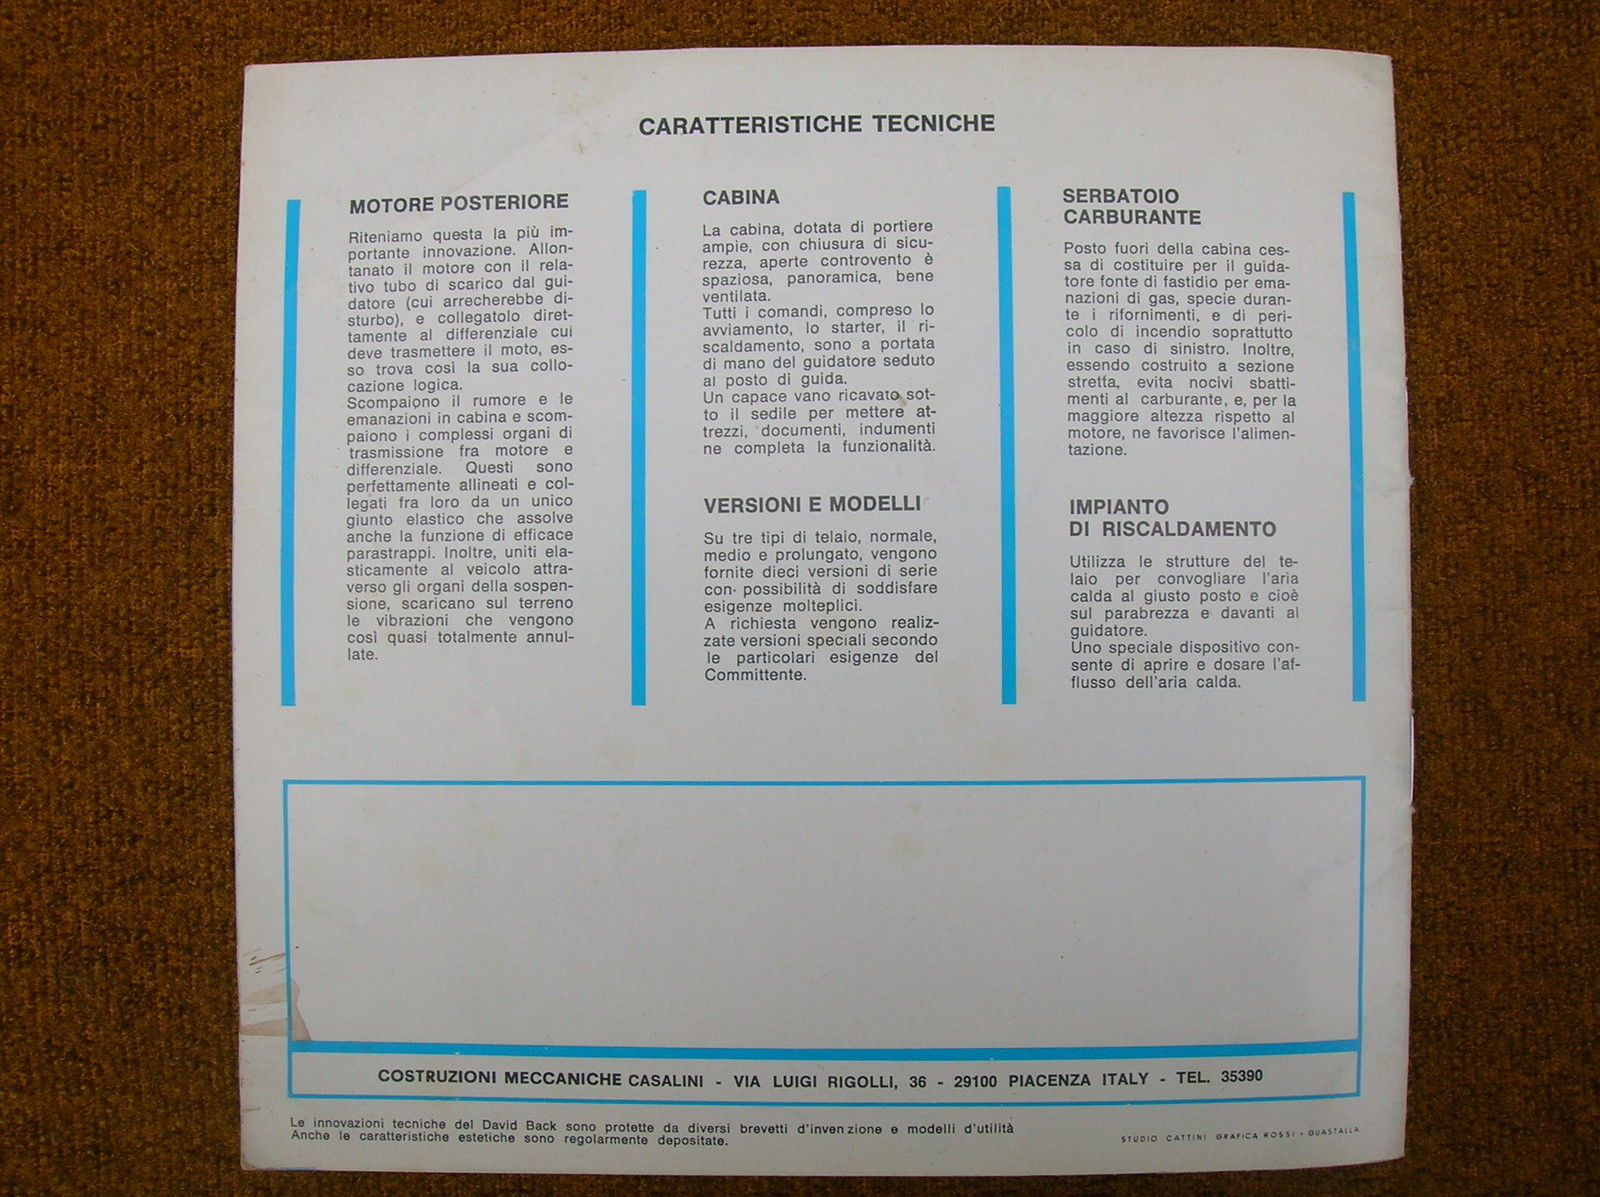 CARATTERISTICHE TECNICHE
MOTORE POSTERIORE
Riteniamo questa la più im-
portante innovazione. Allon-
tanato il motore con il rela-
tivo tubo di scarico dal gui-
datore (cui arrecherebbe di-
sturbo), e collegatolo diret-
tamente al differenziale cui
deve trasmettere il moto, es-
so trova così la sua collo-
cazione logica.
Scompaiono il rumore e le
emanazioni in cabina e scom-
paiono i complessi organi di
trasmissione fra motore e
differenziale. Questi sono
perfettamente allineati e col-
legati fra loro da un unico
giunto elastico che assolve
anche la funzione di efficace
parastrappi. Inoltre, uniti ela-
sticamente al veicolo attra-
verso gli organi della sospen-
sione, scaricano sul terreno
le vibrazioni che vengono
così quasi totalmente annul-
late.
CABINA
La cabina, dotata di portiere
ampie, con chiusura di sicu-
rezza, aperte controvento è
spaziosa, panoramica, bene
ventilata.
Tutti i comandi, compreso lo
avviamento, lo starter, il ri-
scaldamento, sono a portata
di mano del guidatore seduto
al posto di guida.
Un capace vano ricavato sot-
to il sedile per mettere at-
trezzi, documenti, indumenti
ne completa la funzionalità.
VERSIONI E MODELLI
Su tre tipi di telaio, normale,
medio e prolungato, vengono
fornite dieci versioni di serie
con possibilità di soddisfare
esigenze molteplici.
A richiesta vengono realiz-
zate versioni speciali secondo
le particolari esigenze del
Committente.
SERBATOIO
CARBURANTE
Posto fuori della cabina ces-
sa di costituire per il guida-
tore fonte di fastidio per ema-
nazioni di gas, specie duran-
te i rifornimenti, e di peri-
colo di incendio soprattutto
in caso di sinistro. Inoltre,
essendo costruito a sezione
stretta, evita nocivi sbatti-
menti al carburante, e, per la
maggiore altezza rispetto al
motore, ne favorisce l'alimen-
tazione.
IMPIANTO
DI RISCALDAMENTO
Utilizza le strutture del te-
laio per convogliare l'aria
calda al giusto posto e cioè
sul parabrezza e davanti al
guidatore.
Uno speciale dispositivo con-
sente di aprire e dosare l'af-
flusso dell'aria calda.
COSTRUZIONI MECCANICHE CASALINI - VIA LUIGI RIGOLLI, 36 - 29100 PIACENZA ITALY - TEL. 35390
Le innovazioni tecniche del David Back sono protette da diversi brevetti d'invenzione e modelli d'utilità
Anche le caratteristiche estetiche sono regolarmente depositate.
STUDIO CATTINI GRAFICA ROSSI - GUASTALLA